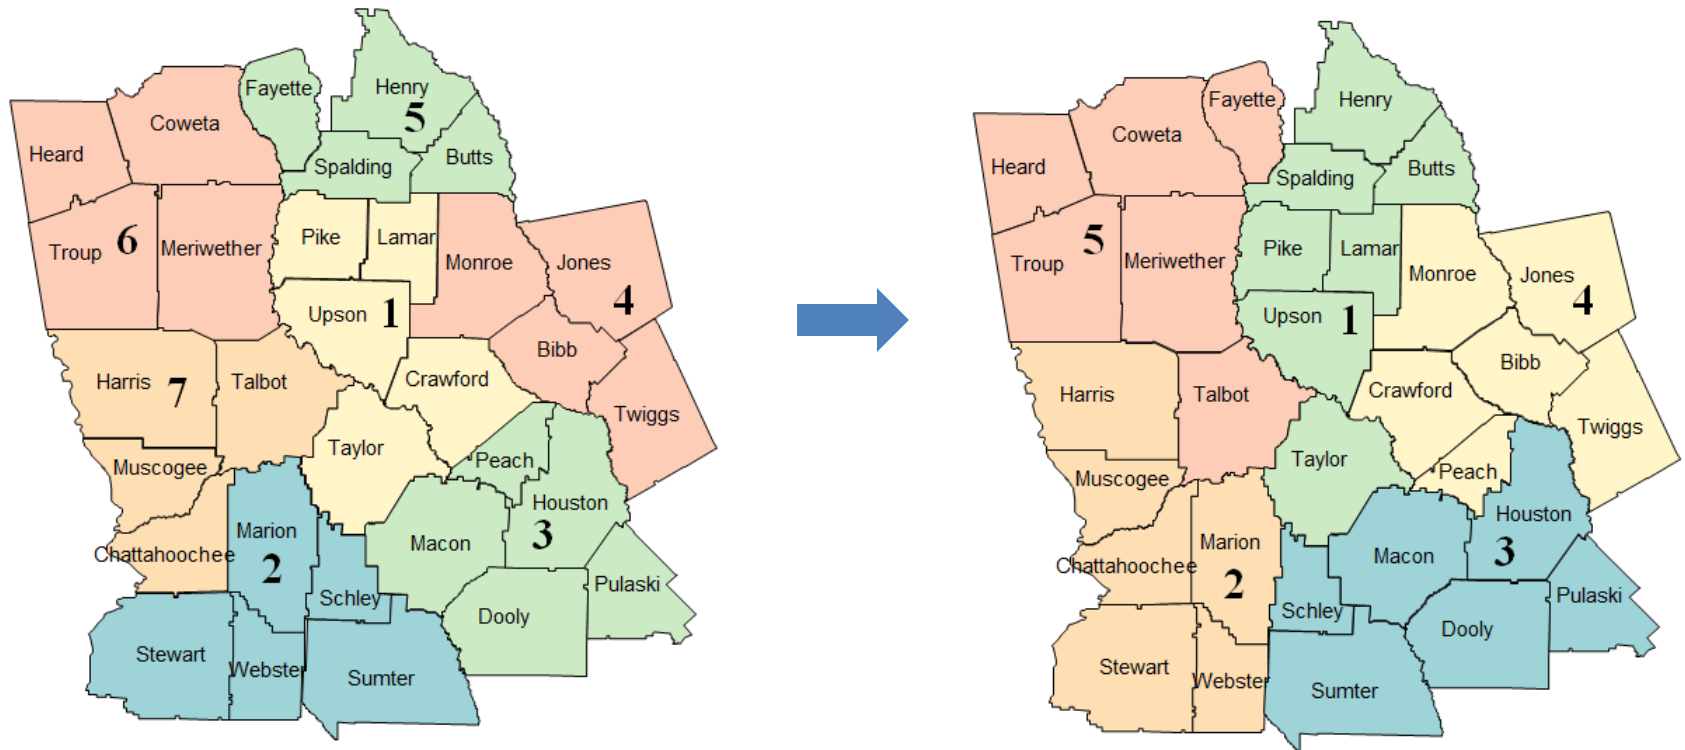 Henry
5
Fayette
Coweta
Heard
Spalding
Butts
Troup
6
Meriwether
Pike
Lamar
Monroe
Jones
4
Upson
1
Bibb
Harris
7
Talbot
Crawford
Twiggs
Taylor
Muscogee
Peach
Houston
3
Marion
2
Macon
Chattahoochee
Schley
Pulaski
Dooly
Stewart
Webster
Sumter
Henry
Fayette
Coweta
Heard
Spalding
Butts
Troup
5
Meriwether
Pike
Lamar
Monroe
Jones
4
Upson
1
Bibb
Harris
Talbot
Crawford
Twiggs
Taylor
Muscogee
Peach
Houston
3
Marion
2
Macon
Chattahoochee
Schley
Pulaski
Dooly
Stewart
Webster
Sumter